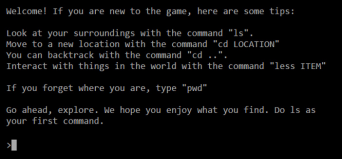 Welcome! If you are new to the game, here are some tips:
Look at your surroundings with the command "ls".
Move to a new location with the command "cd LOCATION"
You can backtrack with the command "cd ..".
Interact with things in the world with the command "less ITEM"
If you forget where you are, type "pwd"
Go ahead, explore. We hope you enjoy what you find. Do ls as
your first command.
>